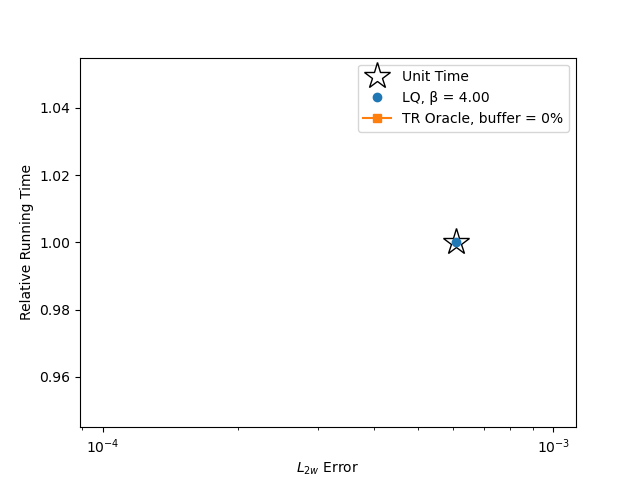 Unit Time
LQ, β = 4.00
TR Oracle, buffer = 0%
1.04
1.02
1.00
0.98
0.96
Relative Running Time
10⁻⁴
10⁻³
L₂w Error